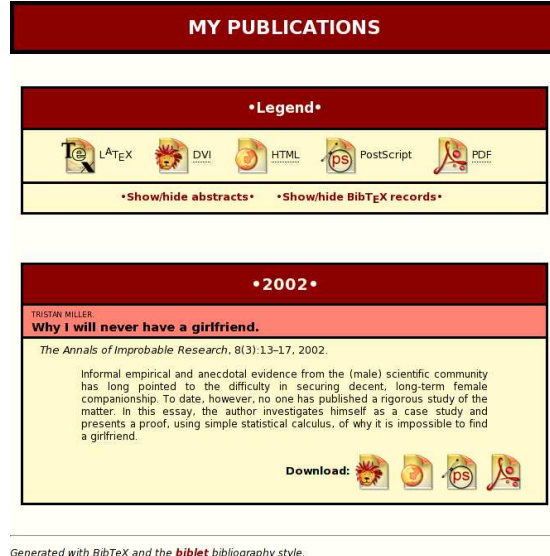 MY PUBLICATIONS
•Legend•
TeX LATEX DVI HTML ps PostScript PDF
•Show/hide abstracts• •Show/hide BibTEX records•
•2002•
TRISTAN MILLER.
Why I will never have a girlfriend.
The Annals of Improbable Research, 8(3):13–17, 2002.
Informal empirical and anecdotal evidence from the (male) scientific community
has long pointed to the difficulty in securing decent, long-term female
companionship. To date, however, no one has published a rigorous study of the
matter. In this essay, the author investigates himself as a case study and
presents a proof, using simple statistical calculus, of why it is impossible to find
a girlfriend.
Download: ps
Generated with BibTeX and the biblet bibliography style.